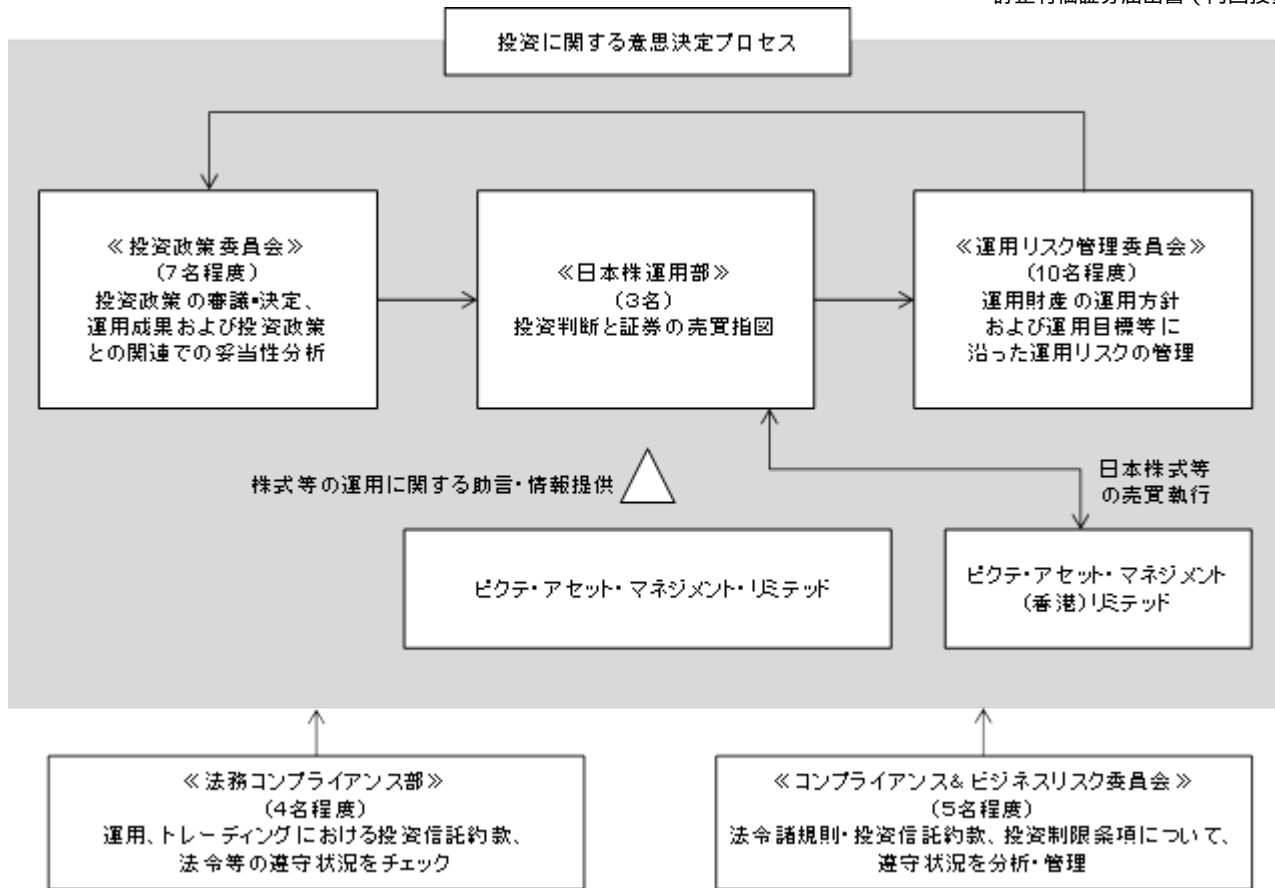 投資に関する意思決定プロセス
≪投資政策委員会≫
(7名程度)
投資政策の審議・決定、
運用成果および投資政策
との関連での妥当性分析
≪日本株運用部≫
(3名)
投資判断と証券の売買指図
≪運用リスク管理委員会≫
(10名程度)
運用財産の運用方針
および運用目標等に
沿った運用リスクの管理
株式等の運用に関する助言・情報提供
日本株式等
の売買執行
ピクテ・アセット・マネジメント・リミテッド
ピクテ・アセット・マネジメント
(香港)リミテッド
≪法務コンプライアンス部≫
(4名程度)
運用、トレーディングにおける投資信託約款、
法令等の遵守状況をチェック
≪コンプライアンス&ビジネスリスク委員会≫
(5名程度)
法令諸規則・投資信託約款、投資制限条項について、
遵守状況を分析・管理